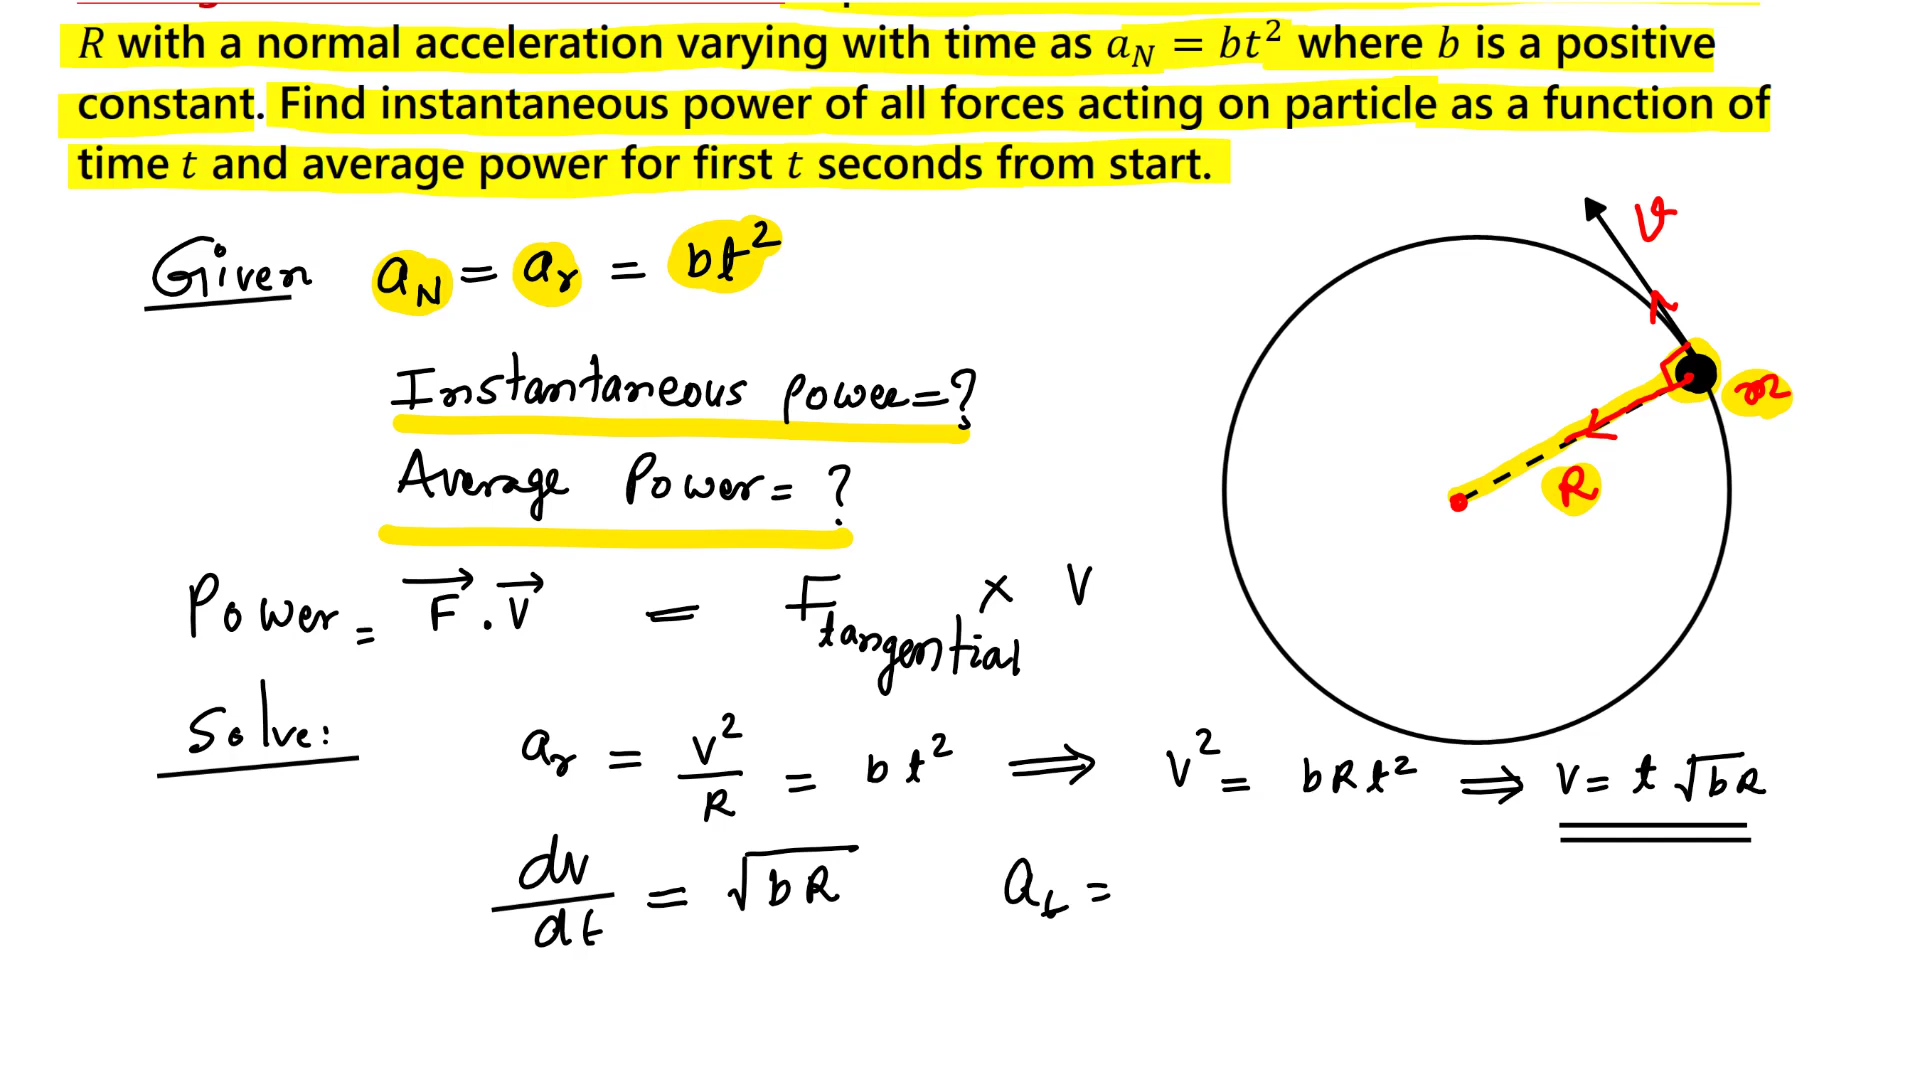 R with a normal acceleration varying with time as a_N = bt² where b is a positive
constant. Find instantaneous power of all forces acting on particle as a function of
time t and average power for first t seconds from start.
Given a_N = a_r = bt²
v
Instantaneous Power = ?
m
Average Power = ?
R
Power = F⃗ . V⃗ = F_tangential × V
Solve:
a_r = v²/R = bt² ⟹ v² = bRt² ⟹ v = t√bR
dv/dt = √bR a_t =